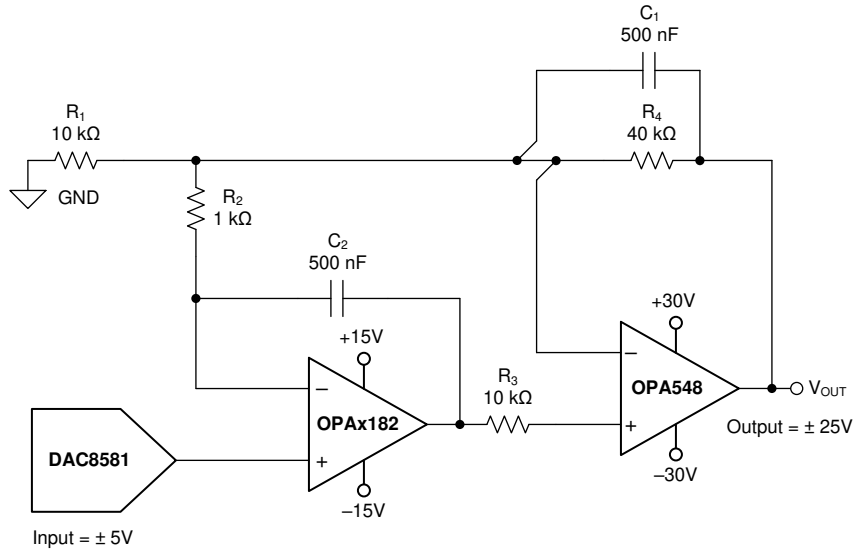 C1
500 nF
R1
10 kΩ
R4
40 kΩ
GND
R2
1 kΩ
C2
500 nF
+30V
+15V
–
R3
10 kΩ
–
OPA548
VOUT
OPAx182
+
Output = ± 25V
DAC8581
+
–30V
–15V
Input = ± 5V